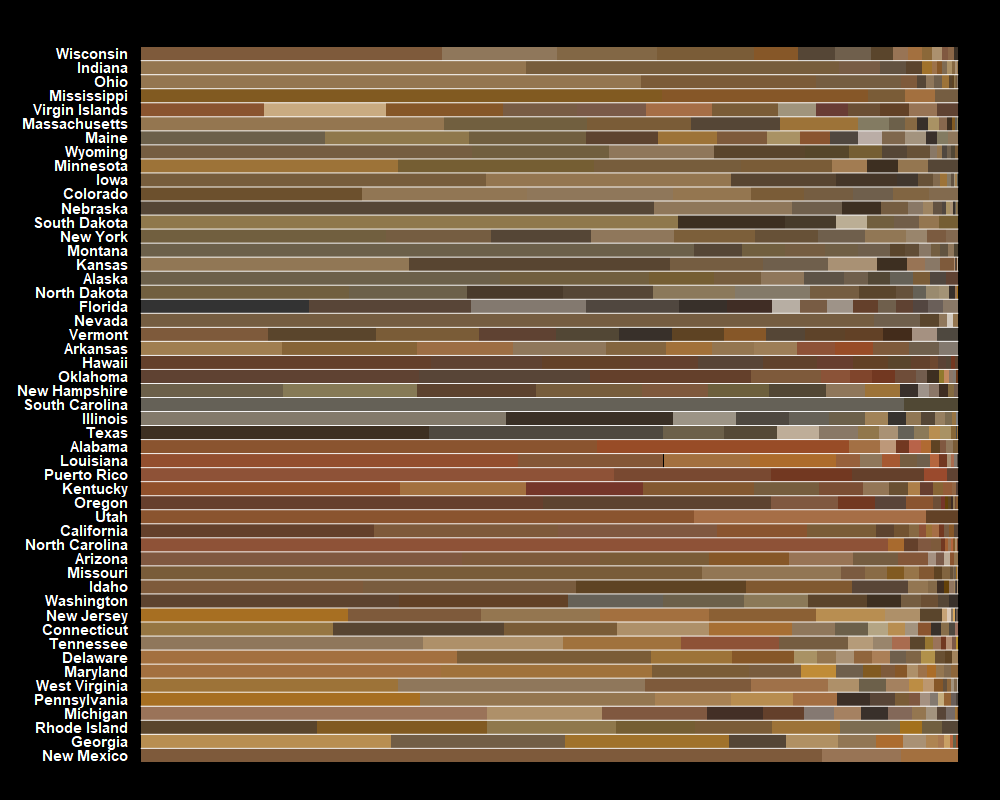 Wisconsin
Indiana
Ohio
Mississippi
Virgin Islands
Massachusetts
Maine
Wyoming
Minnesota
Iowa
Colorado
Nebraska
South Dakota
New York
Montana
Kansas
Alaska
North Dakota
Florida
Nevada
Vermont
Arkansas
Hawaii
Oklahoma
New Hampshire
South Carolina
Illinois
Texas
Alabama
Louisiana
Puerto Rico
Kentucky
Oregon
Utah
California
North Carolina
Arizona
Missouri
Idaho
Washington
New Jersey
Connecticut
Tennessee
Delaware
Maryland
West Virginia
Pennsylvania
Michigan
Rhode Island
Georgia
New Mexico